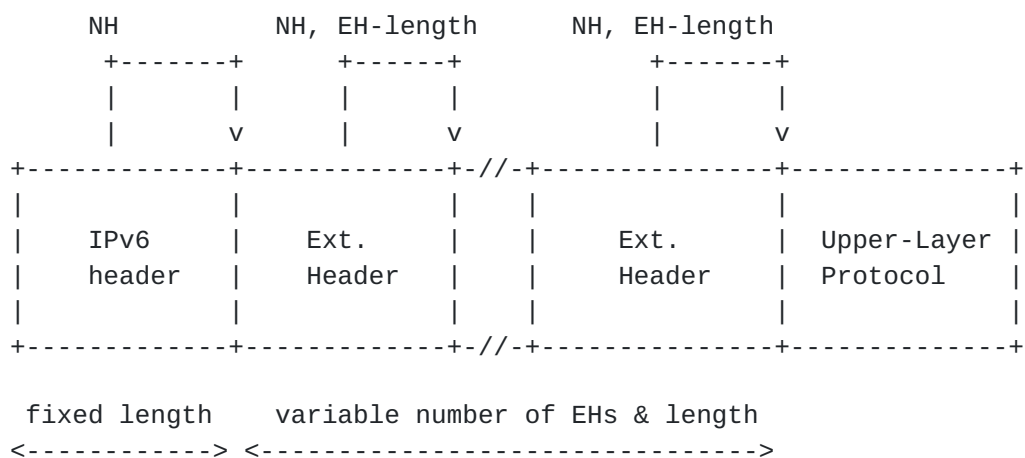 NH NH, EH-length NH, EH-length
IPv6 Ext. Ext. Upper-Layer
header Header Header Protocol
fixed length variable number of EHs & length